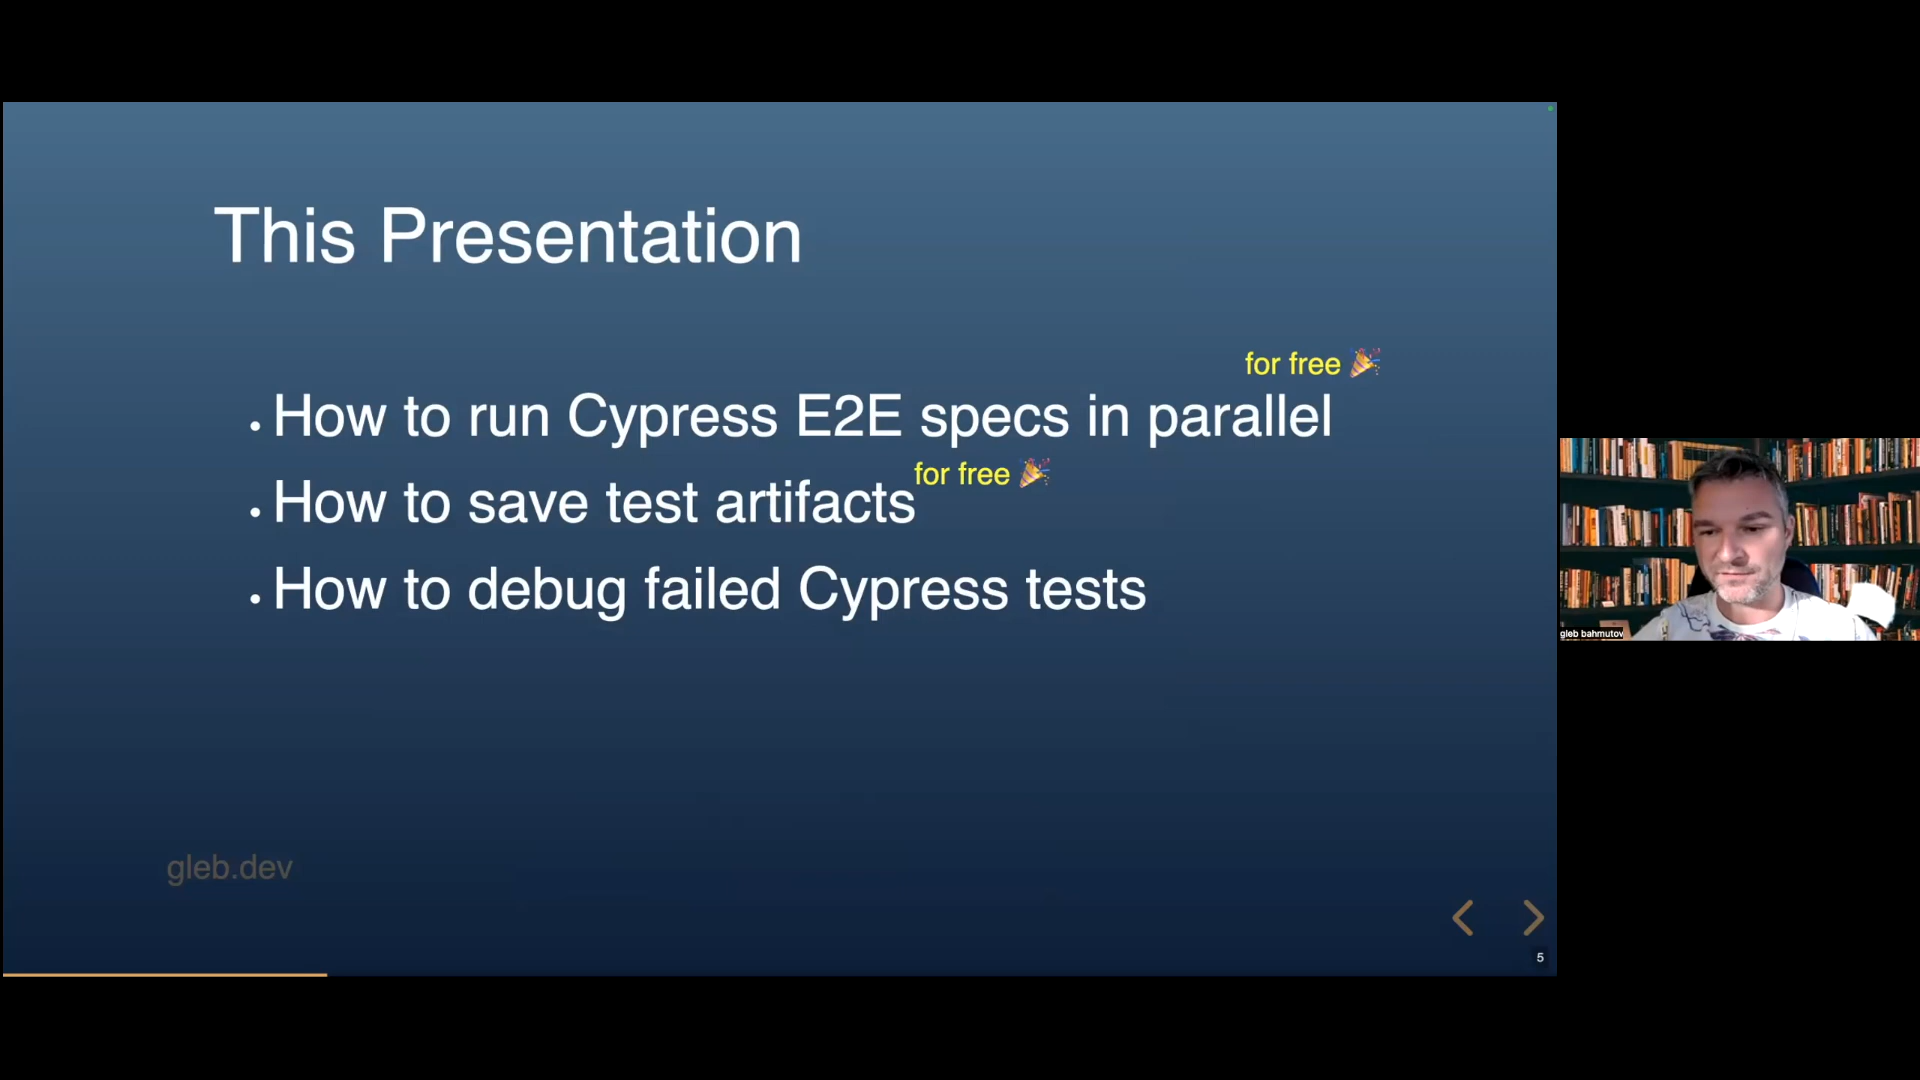 This Presentation
for free 🎉
• How to run Cypress E2E specs in parallel
for free 🎉
• How to save test artifacts
• How to debug failed Cypress tests
gleb.dev
5
gleb bahmutov